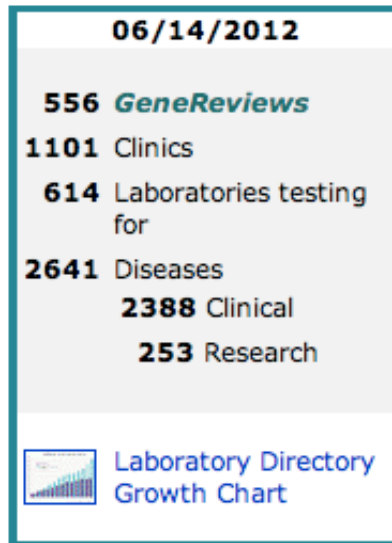 06/14/2012
556 GeneReviews
1101 Clinics
614 Laboratories testing
for
2641 Diseases
2388 Clinical
253 Research
Laboratory Directory
Growth Chart